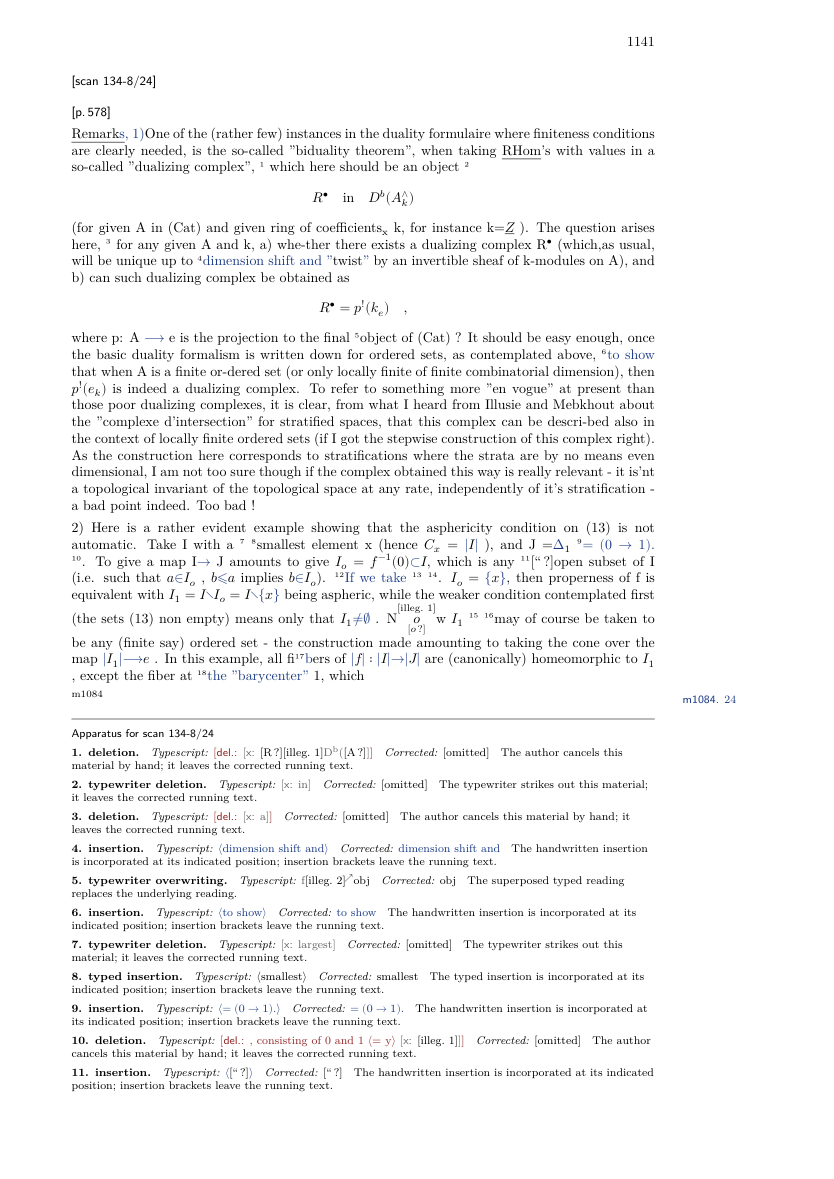 1141
[scan 134-8/24]
[p. 578]
Remarks, 1)One of the (rather few) instances in the duality formulaire where finiteness conditions
are clearly needed, is the so-called ”biduality theorem”, when taking RHom's with values in a
so-called ”dualizing complex”, ¹ which here should be an object ²
R• in Dᵇ(A^∧_k)
(for given A in (Cat) and given ring of coefficientsₓ k, for instance k=Z ). The question arises
here, ³ for any given A and k, a) whe-ther there exists a dualizing complex R• (which,as usual,
will be unique up to ⁴dimension shift and ”twist” by an invertible sheaf of k-modules on A), and
b) can such dualizing complex be obtained as
R• = p^!(k_e) ,
where p: A ⟶ e is the projection to the final ⁵object of (Cat) ? It should be easy enough, once
the basic duality formalism is written down for ordered sets, as contemplated above, ⁶to show
that when A is a finite or-dered set (or only locally finite of finite combinatorial dimension), then
p^!(e_k) is indeed a dualizing complex. To refer to something more ”en vogue” at present than
those poor dualizing complexes, it is clear, from what I heard from Illusie and Mebkhout about
the ”complexe d'intersection” for stratified spaces, that this complex can be descri-bed also in
the context of locally finite ordered sets (if I got the stepwise construction of this complex right).
As the construction here corresponds to stratifications where the strata are by no means even
dimensional, I am not too sure though if the complex obtained this way is really relevant - it is'nt
a topological invariant of the topological space at any rate, independently of it's stratification -
a bad point indeed. Too bad !
2) Here is a rather evident example showing that the asphericity condition on (13) is not
automatic. Take I with a ⁷ ⁸smallest element x (hence Cₓ = |I| ), and J =Δ₁ ⁹= (0 → 1).
¹⁰. To give a map I→ J amounts to give I_o = f⁻¹(0)⊂I, which is any ¹¹[“ ?]open subset of I
(i.e. such that a∈I_o , b⩽a implies b∈I_o). ¹²If we take ¹³ ¹⁴. I_o = {x}, then properness of f is
equivalent with I₁ = I∖I_o = I∖{x} being aspheric, while the weaker condition contemplated first
(the sets (13) non empty) means only that I₁≠∅ . N [illeg. 1] o [o ?] w I₁ ¹⁵ ¹⁶may of course be taken to
be any (finite say) ordered set - the construction made amounting to taking the cone over the
map |I₁|⟶e . In this example, all fi¹⁷bers of |f| : |I|→|J| are (canonically) homeomorphic to I₁
, except the fiber at ¹⁸the ”barycenter” 1, which
m1084
m1084. 24
Apparatus for scan 134-8/24
1. deletion. Typescript: [del.: [x: [R ?][illeg. 1]Dᵇ([A ?]]] Corrected: [omitted] The author cancels this
material by hand; it leaves the corrected running text.
2. typewriter deletion. Typescript: [x: in] Corrected: [omitted] The typewriter strikes out this material;
it leaves the corrected running text.
3. deletion. Typescript: [del.: [x: a]] Corrected: [omitted] The author cancels this material by hand; it
leaves the corrected running text.
4. insertion. Typescript: ⟨dimension shift and⟩ Corrected: dimension shift and The handwritten insertion
is incorporated at its indicated position; insertion brackets leave the running text.
5. typewriter overwriting. Typescript: f[illeg. 2]↗obj Corrected: obj The superposed typed reading
replaces the underlying reading.
6. insertion. Typescript: ⟨to show⟩ Corrected: to show The handwritten insertion is incorporated at its
indicated position; insertion brackets leave the running text.
7. typewriter deletion. Typescript: [x: largest] Corrected: [omitted] The typewriter strikes out this
material; it leaves the corrected running text.
8. typed insertion. Typescript: ⟨smallest⟩ Corrected: smallest The typed insertion is incorporated at its
indicated position; insertion brackets leave the running text.
9. insertion. Typescript: ⟨= (0 → 1).⟩ Corrected: = (0 → 1). The handwritten insertion is incorporated at
its indicated position; insertion brackets leave the running text.
10. deletion. Typescript: [del.: , consisting of 0 and 1 ⟨= y⟩ [x: [illeg. 1]]] Corrected: [omitted] The author
cancels this material by hand; it leaves the corrected running text.
11. insertion. Typescript: ⟨[“ ?]⟩ Corrected: [“ ?] The handwritten insertion is incorporated at its indicated
position; insertion brackets leave the running text.